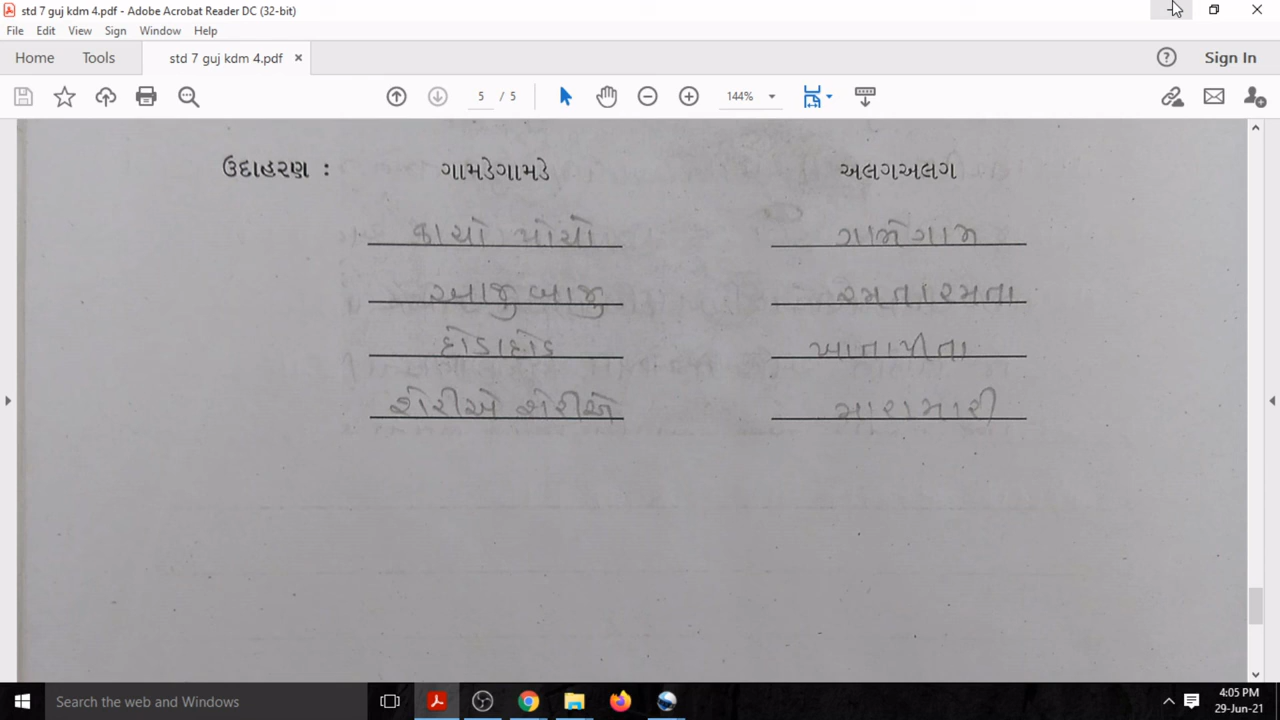 std 7 guj kdm 4.pdf - Adobe Acrobat Reader DC (32-bit)
File Edit View Sign Window Help
Home Tools std 7 guj kdm 4.pdf × Sign In
5 / 5 144%
ઉદાહરણ : ગામડેગામડે અલગઅલગ
કાચો પોચો ગામેગામ
આજુ બાજુ રમતા રમતા
દોડાદોડ ખાતાપીતા
શેરીએ શેરીએ મારામારી
Search the web and Windows
4:05 PM
29-Jun-21